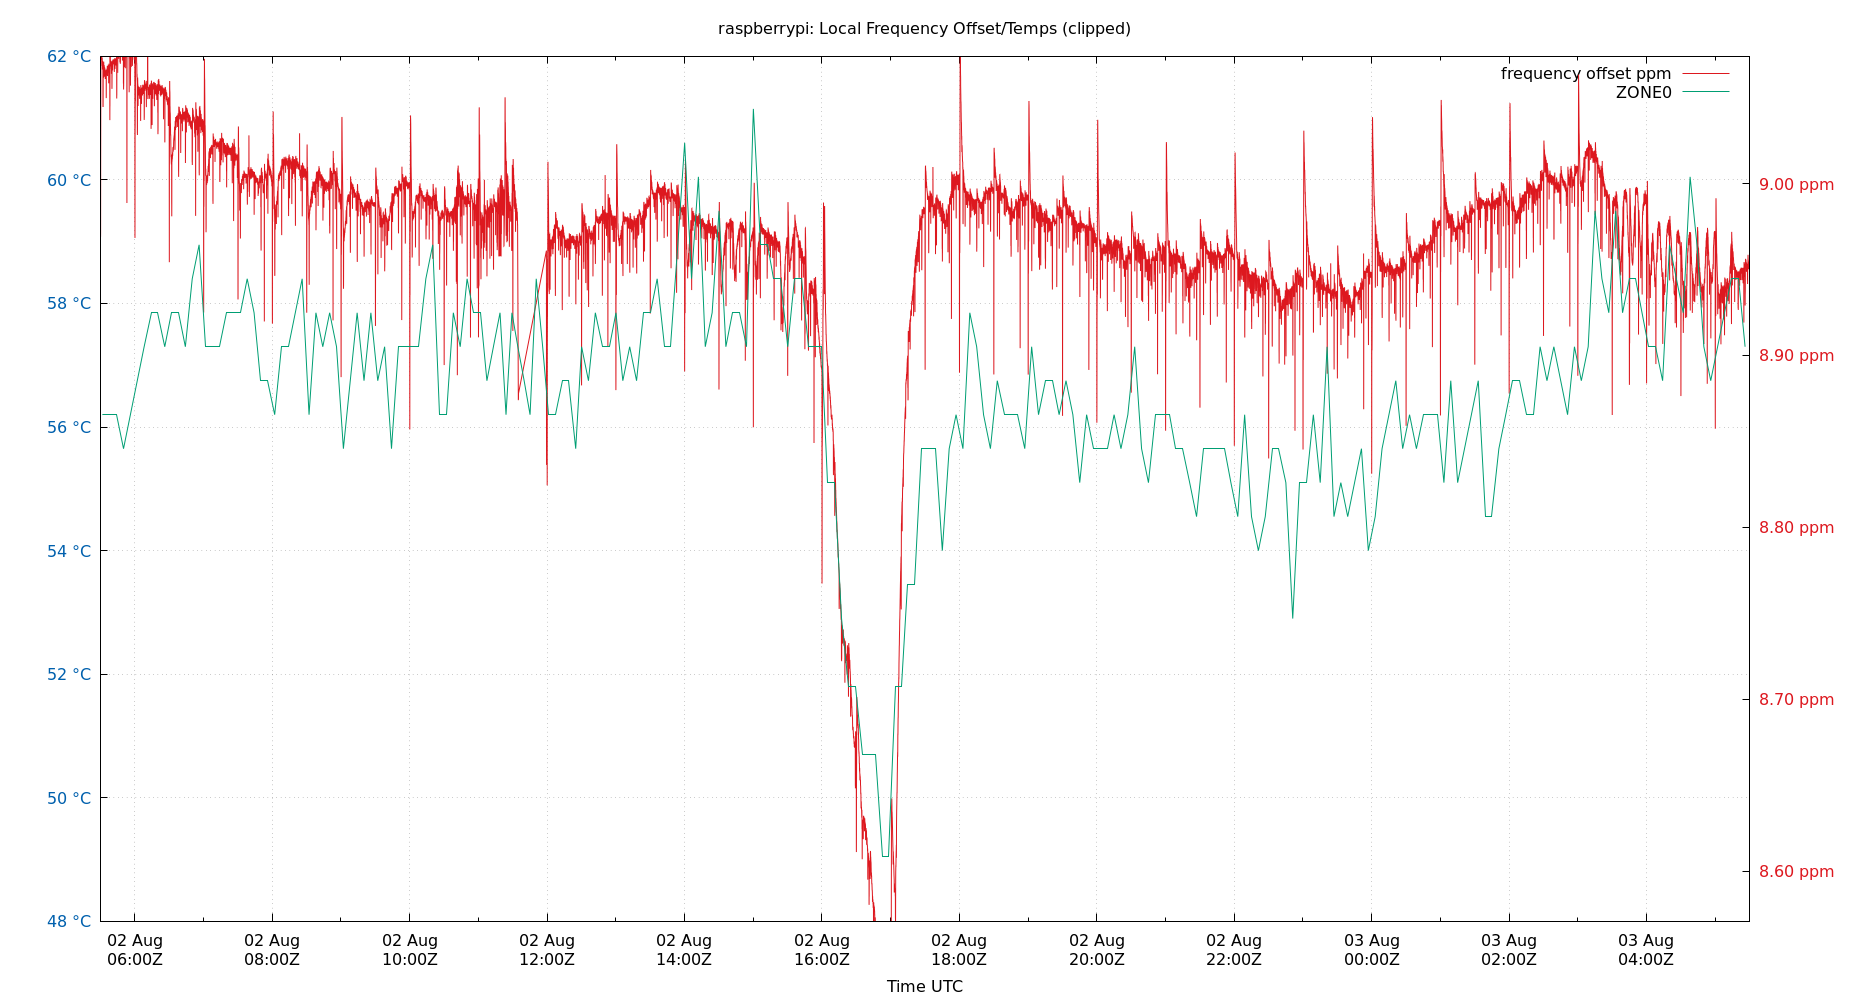 raspberrypi: Local Frequency Offset/Temps (clipped)
frequency offset ppm
ZONE0
62 °C
60 °C
58 °C
56 °C
54 °C
52 °C
50 °C
48 °C
9.00 ppm
8.90 ppm
8.80 ppm
8.70 ppm
8.60 ppm
02 Aug 02 Aug 02 Aug 02 Aug 02 Aug 02 Aug 02 Aug 02 Aug 02 Aug 03 Aug 03 Aug 03 Aug
06:00Z 08:00Z 10:00Z 12:00Z 14:00Z 16:00Z 18:00Z 20:00Z 22:00Z 00:00Z 02:00Z 04:00Z
Time UTC